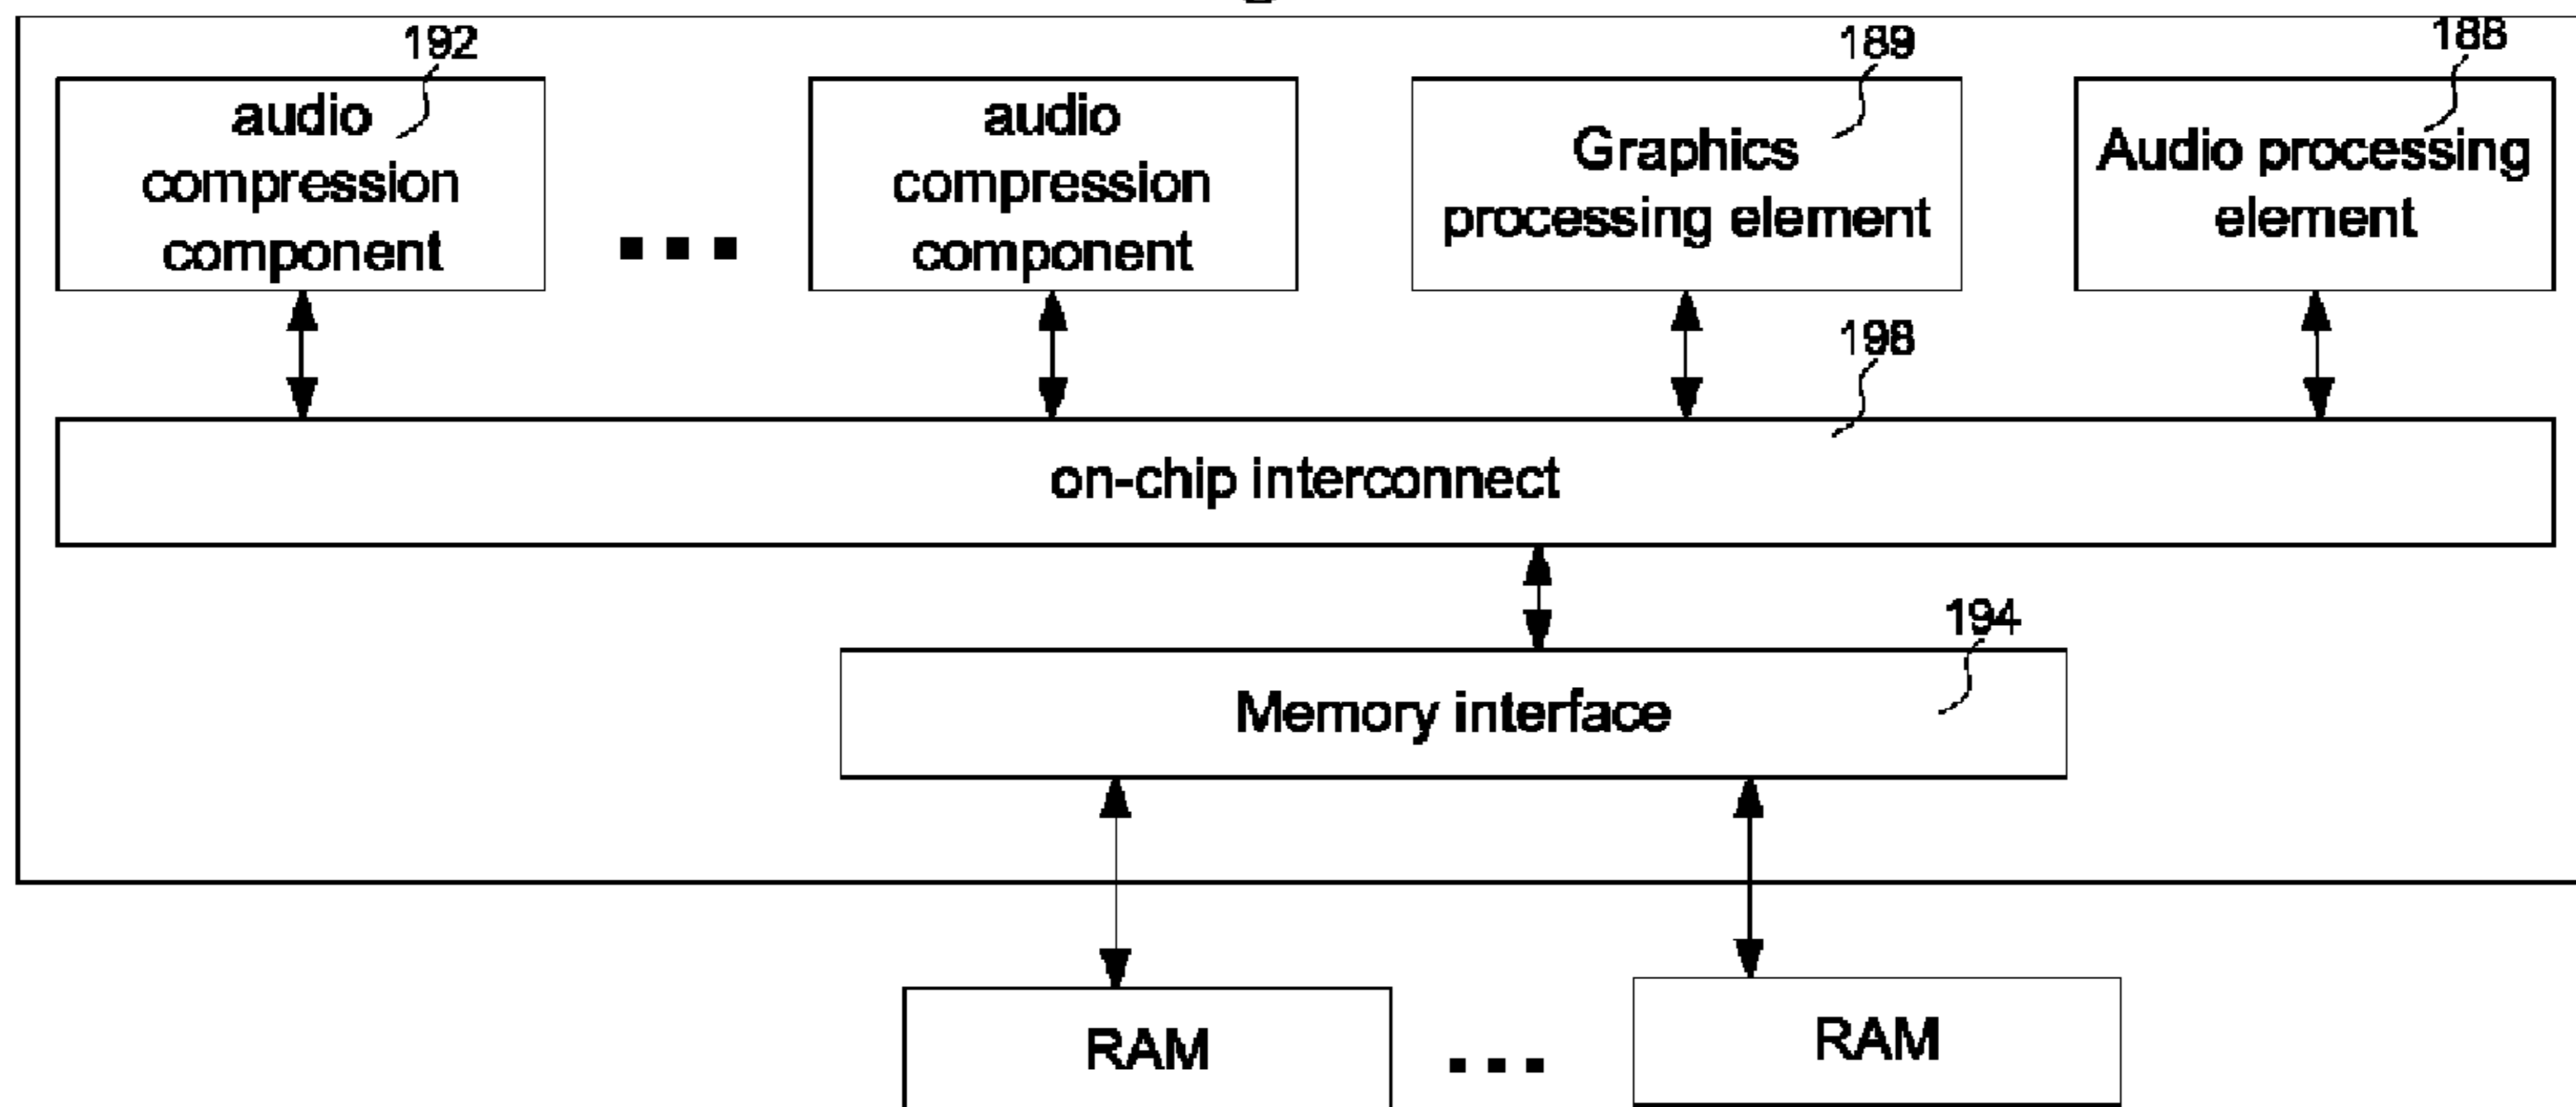 192
189
188
audio
compression
component
audio
compression
component
Graphics
processing element
Audio processing
element
198
on-chip interconnect
194
Memory interface
RAM
RAM